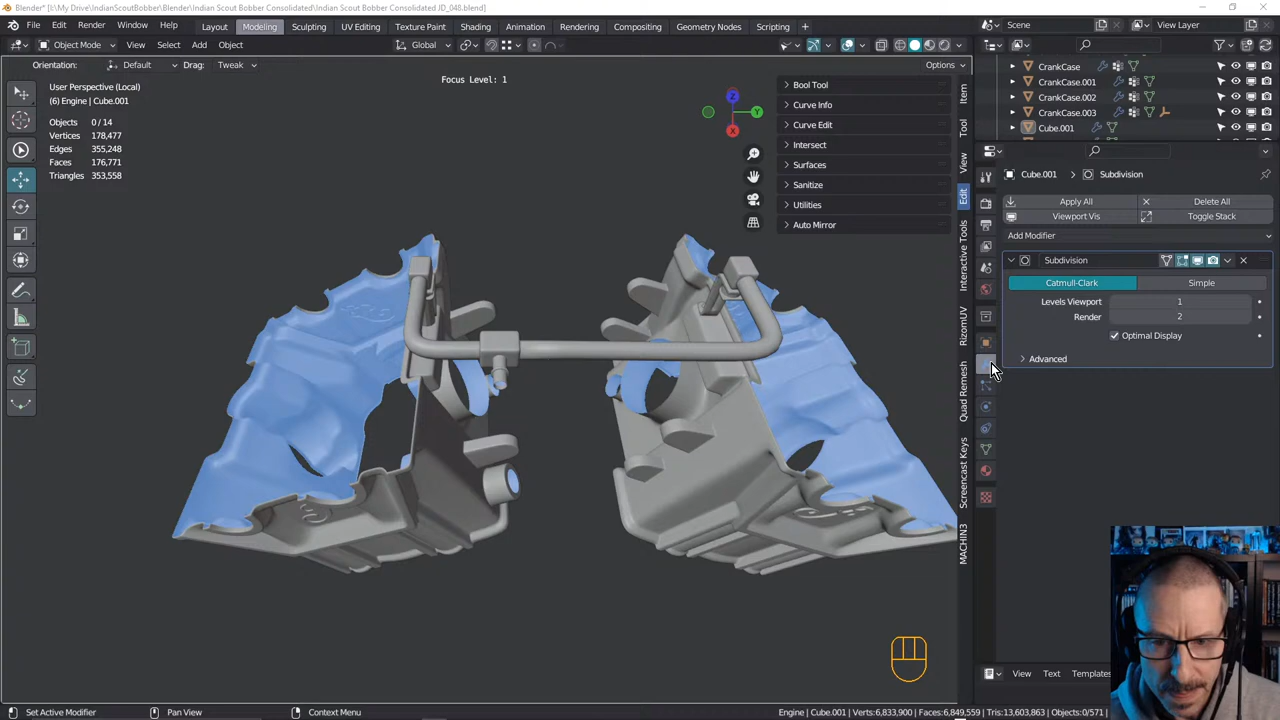 Blender* [I:\My Drive\IndianScoutBobber\Blender\Indian Scout Bobber Consolidated\Indian Scout Bobber Consolidated JD_048.blend]
File Edit Render Window Help Layout Modeling Sculpting UV Editing Texture Paint Shading Animation Rendering Compositing Geometry Nodes Scripting Scene View Layer
Object Mode View Select Add Object Global
Orientation: Default Drag: Tweak Options
Focus Level: 1
User Perspective (Local)
(6) Engine | Cube.001
Objects 0/14
Vertices 178,477
Edges 355,248
Faces 176,771
Triangles 353,558
Z
Y
X
Bool Tool
Curve Info
Curve Edit
Intersect
Surfaces
Sanitize
Utilities
Auto Mirror
Item
Tool
View
Edit
Interactive Tools
RizomUV
Quad Remesh
Screencast Keys
MACHIN3
CrankCase
CrankCase.001
CrankCase.002
CrankCase.003
Cube.001
Cube.001 Subdivision
Apply All Delete All
Viewport Vis Toggle Stack
Add Modifier
Subdivision
Catmull-Clark Simple
Levels Viewport 1
Render 2
Optimal Display
Advanced
View Text Templates
Set Active Modifier Pan View Context Menu Engine | Cube.001 | Verts:6,833,900 | Faces:6,849,559 | Tris:13,603,863 | Objects:0/571